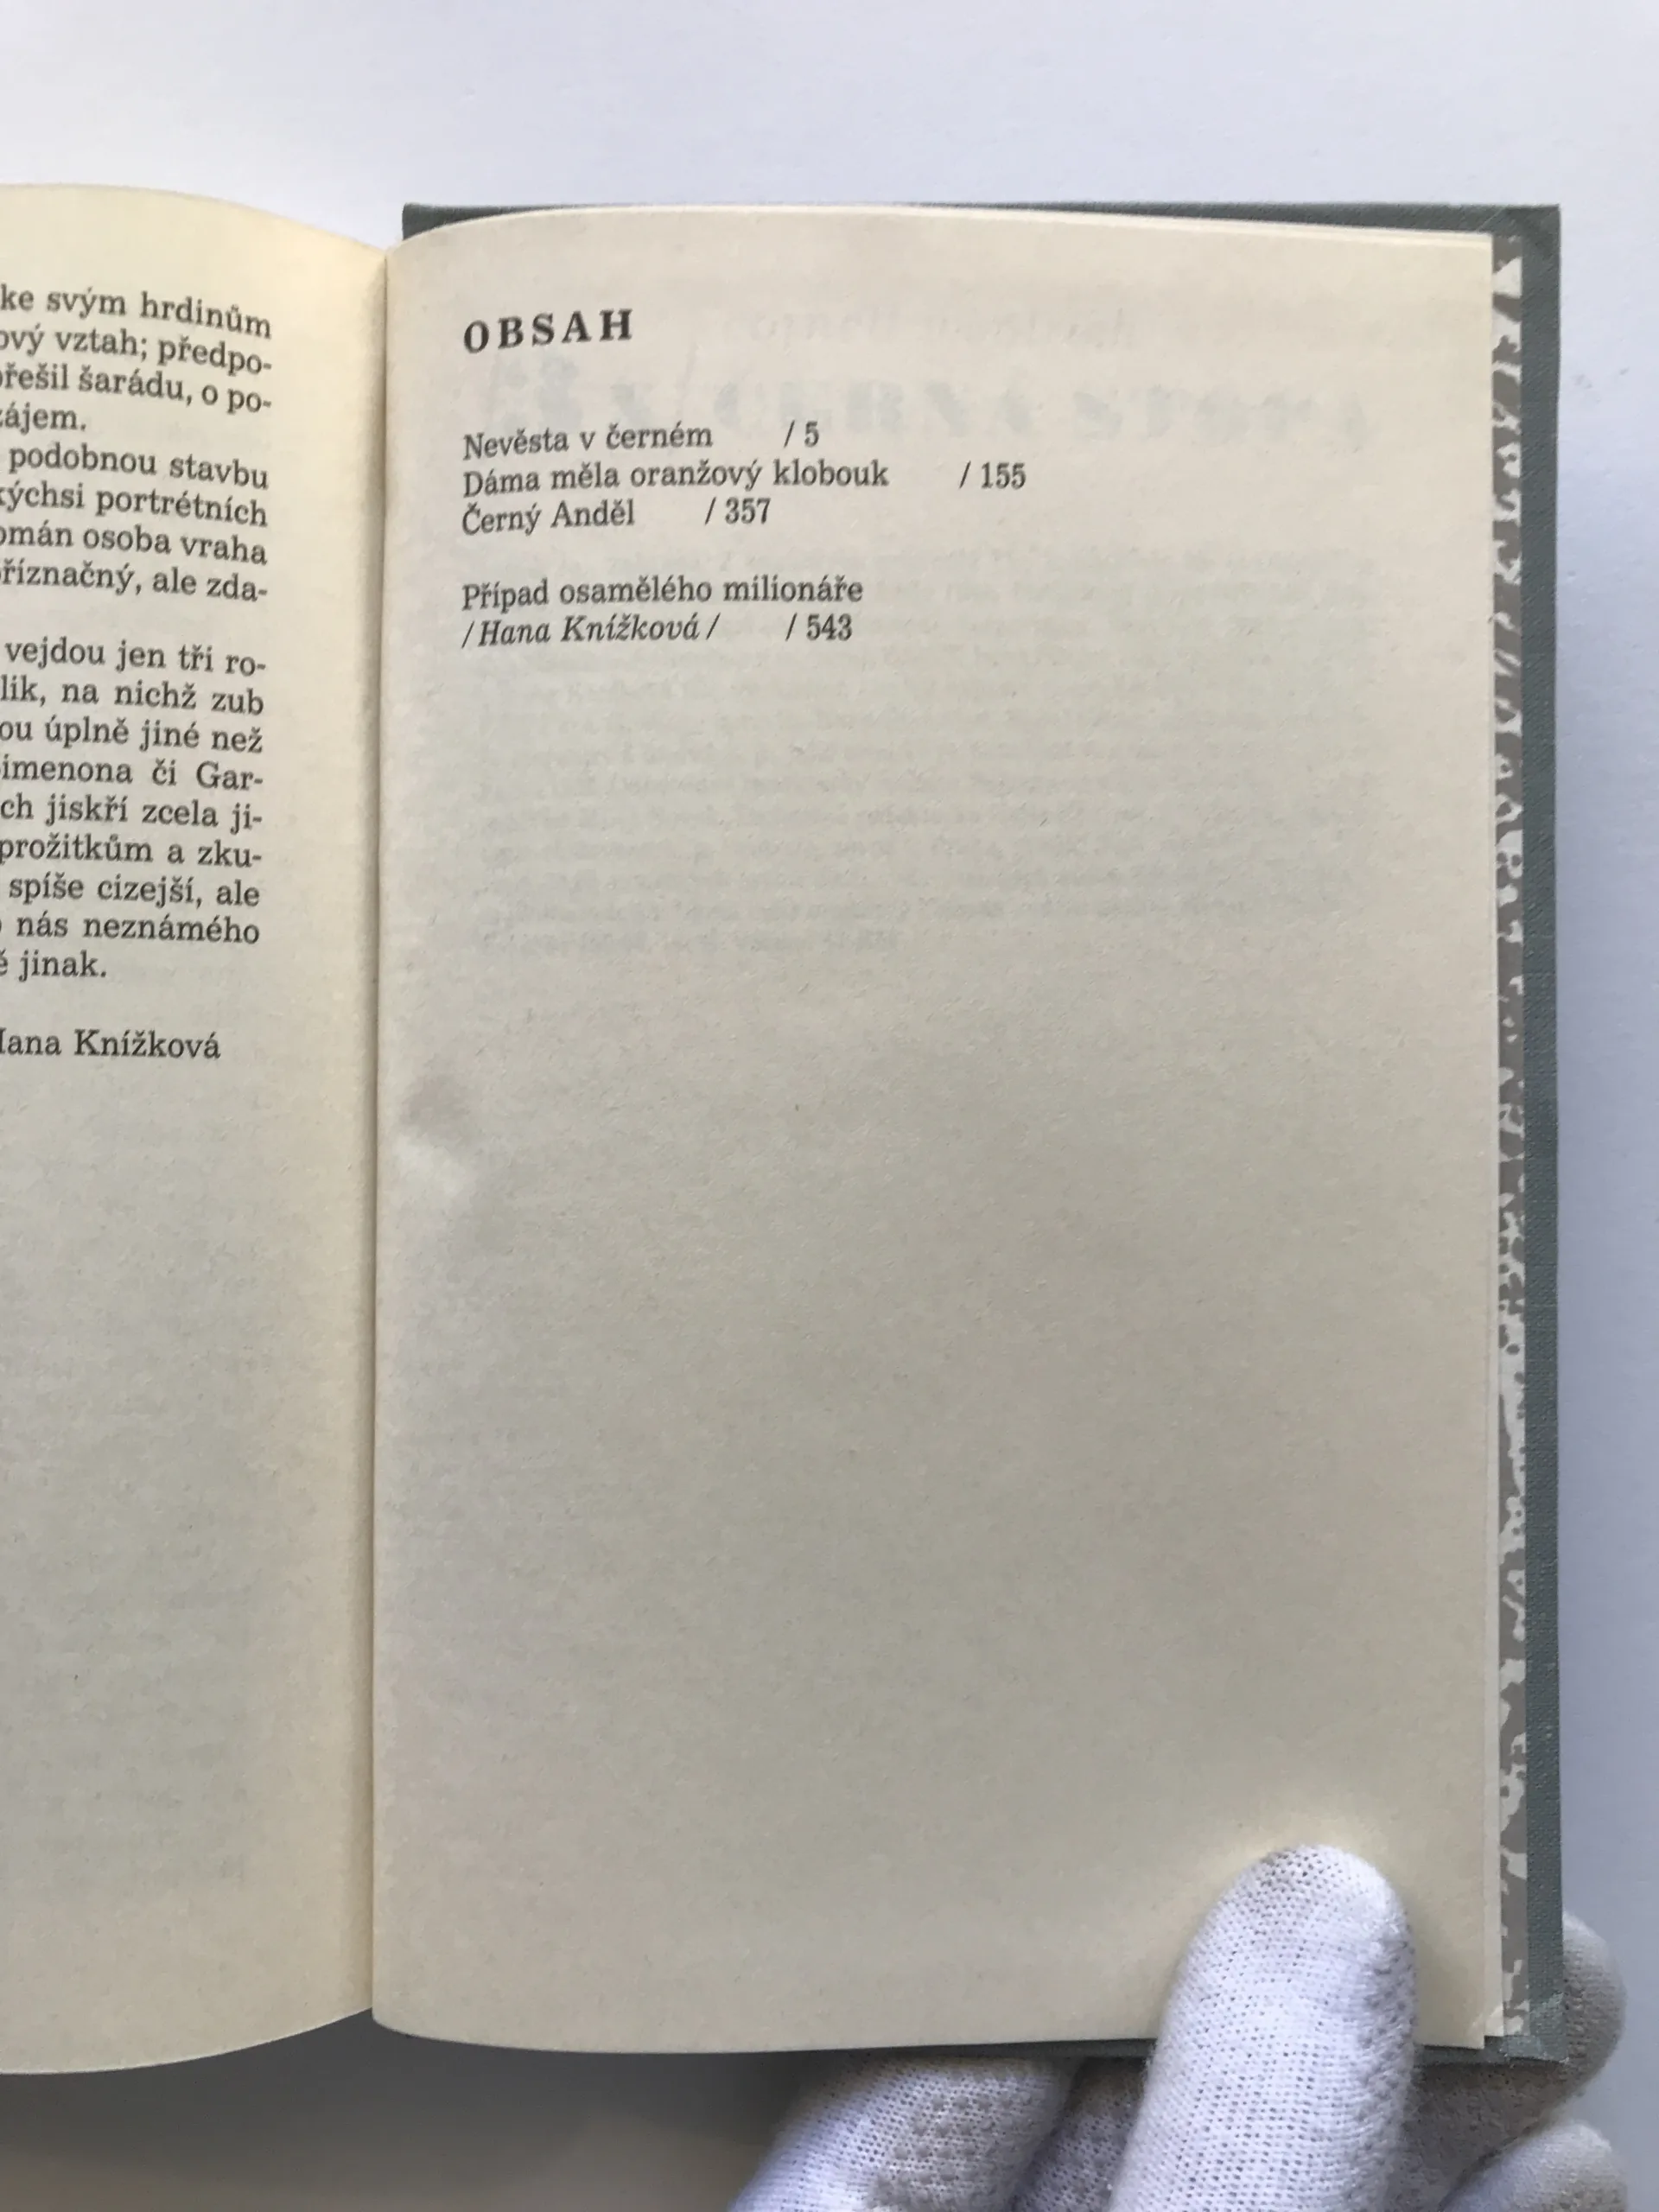 ke svým hrdinům
ový vztah; předpo-
řešil šarádu, o po-
zájem.
podobnou stavbu
kýchsi portrétních
omán osoba vraha
říznačný, ale zda-
vejdou jen tři ro-
lik, na nichž zub
ou úplně jiné než
imenona či Gar-
ch jiskří zcela ji-
prožitkům a zku-
spíše cizejší, ale
nás neznámého
ě jinak.
Hana Knížková
OBSAH
Nevěsta v černém / 5
Dáma měla oranžový klobouk / 155
Černý Anděl / 357
Případ osamělého milionáře
/Hana Knížková/ / 543